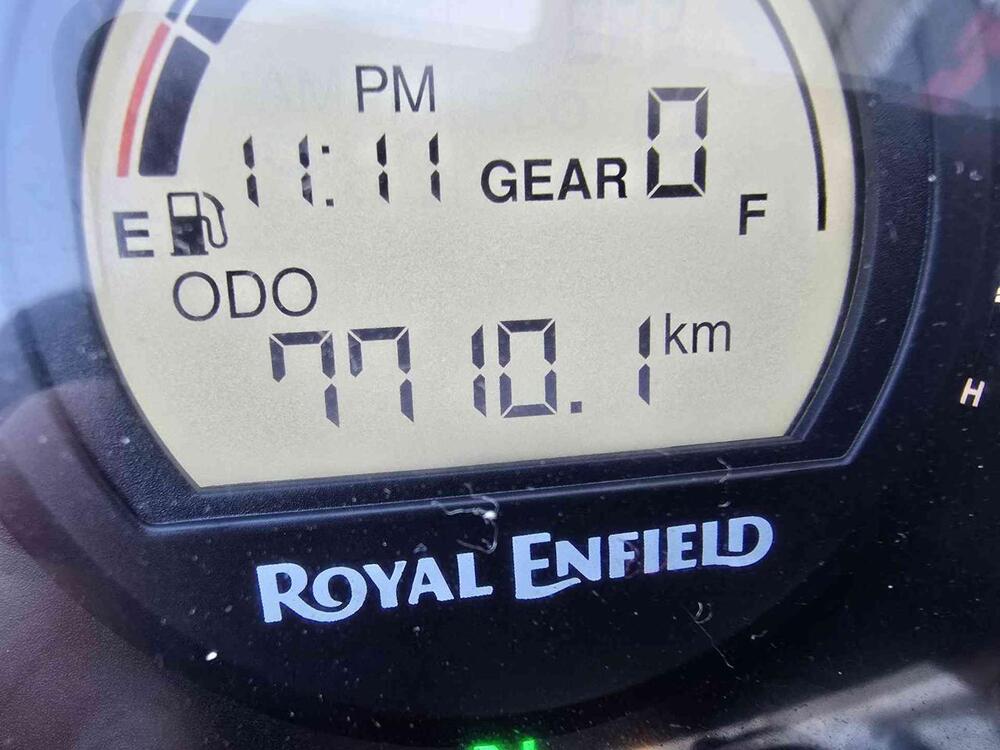 PM
11:11 GEAR 0
E F
ODO
7710.1 km
H
ROYAL ENFIELD